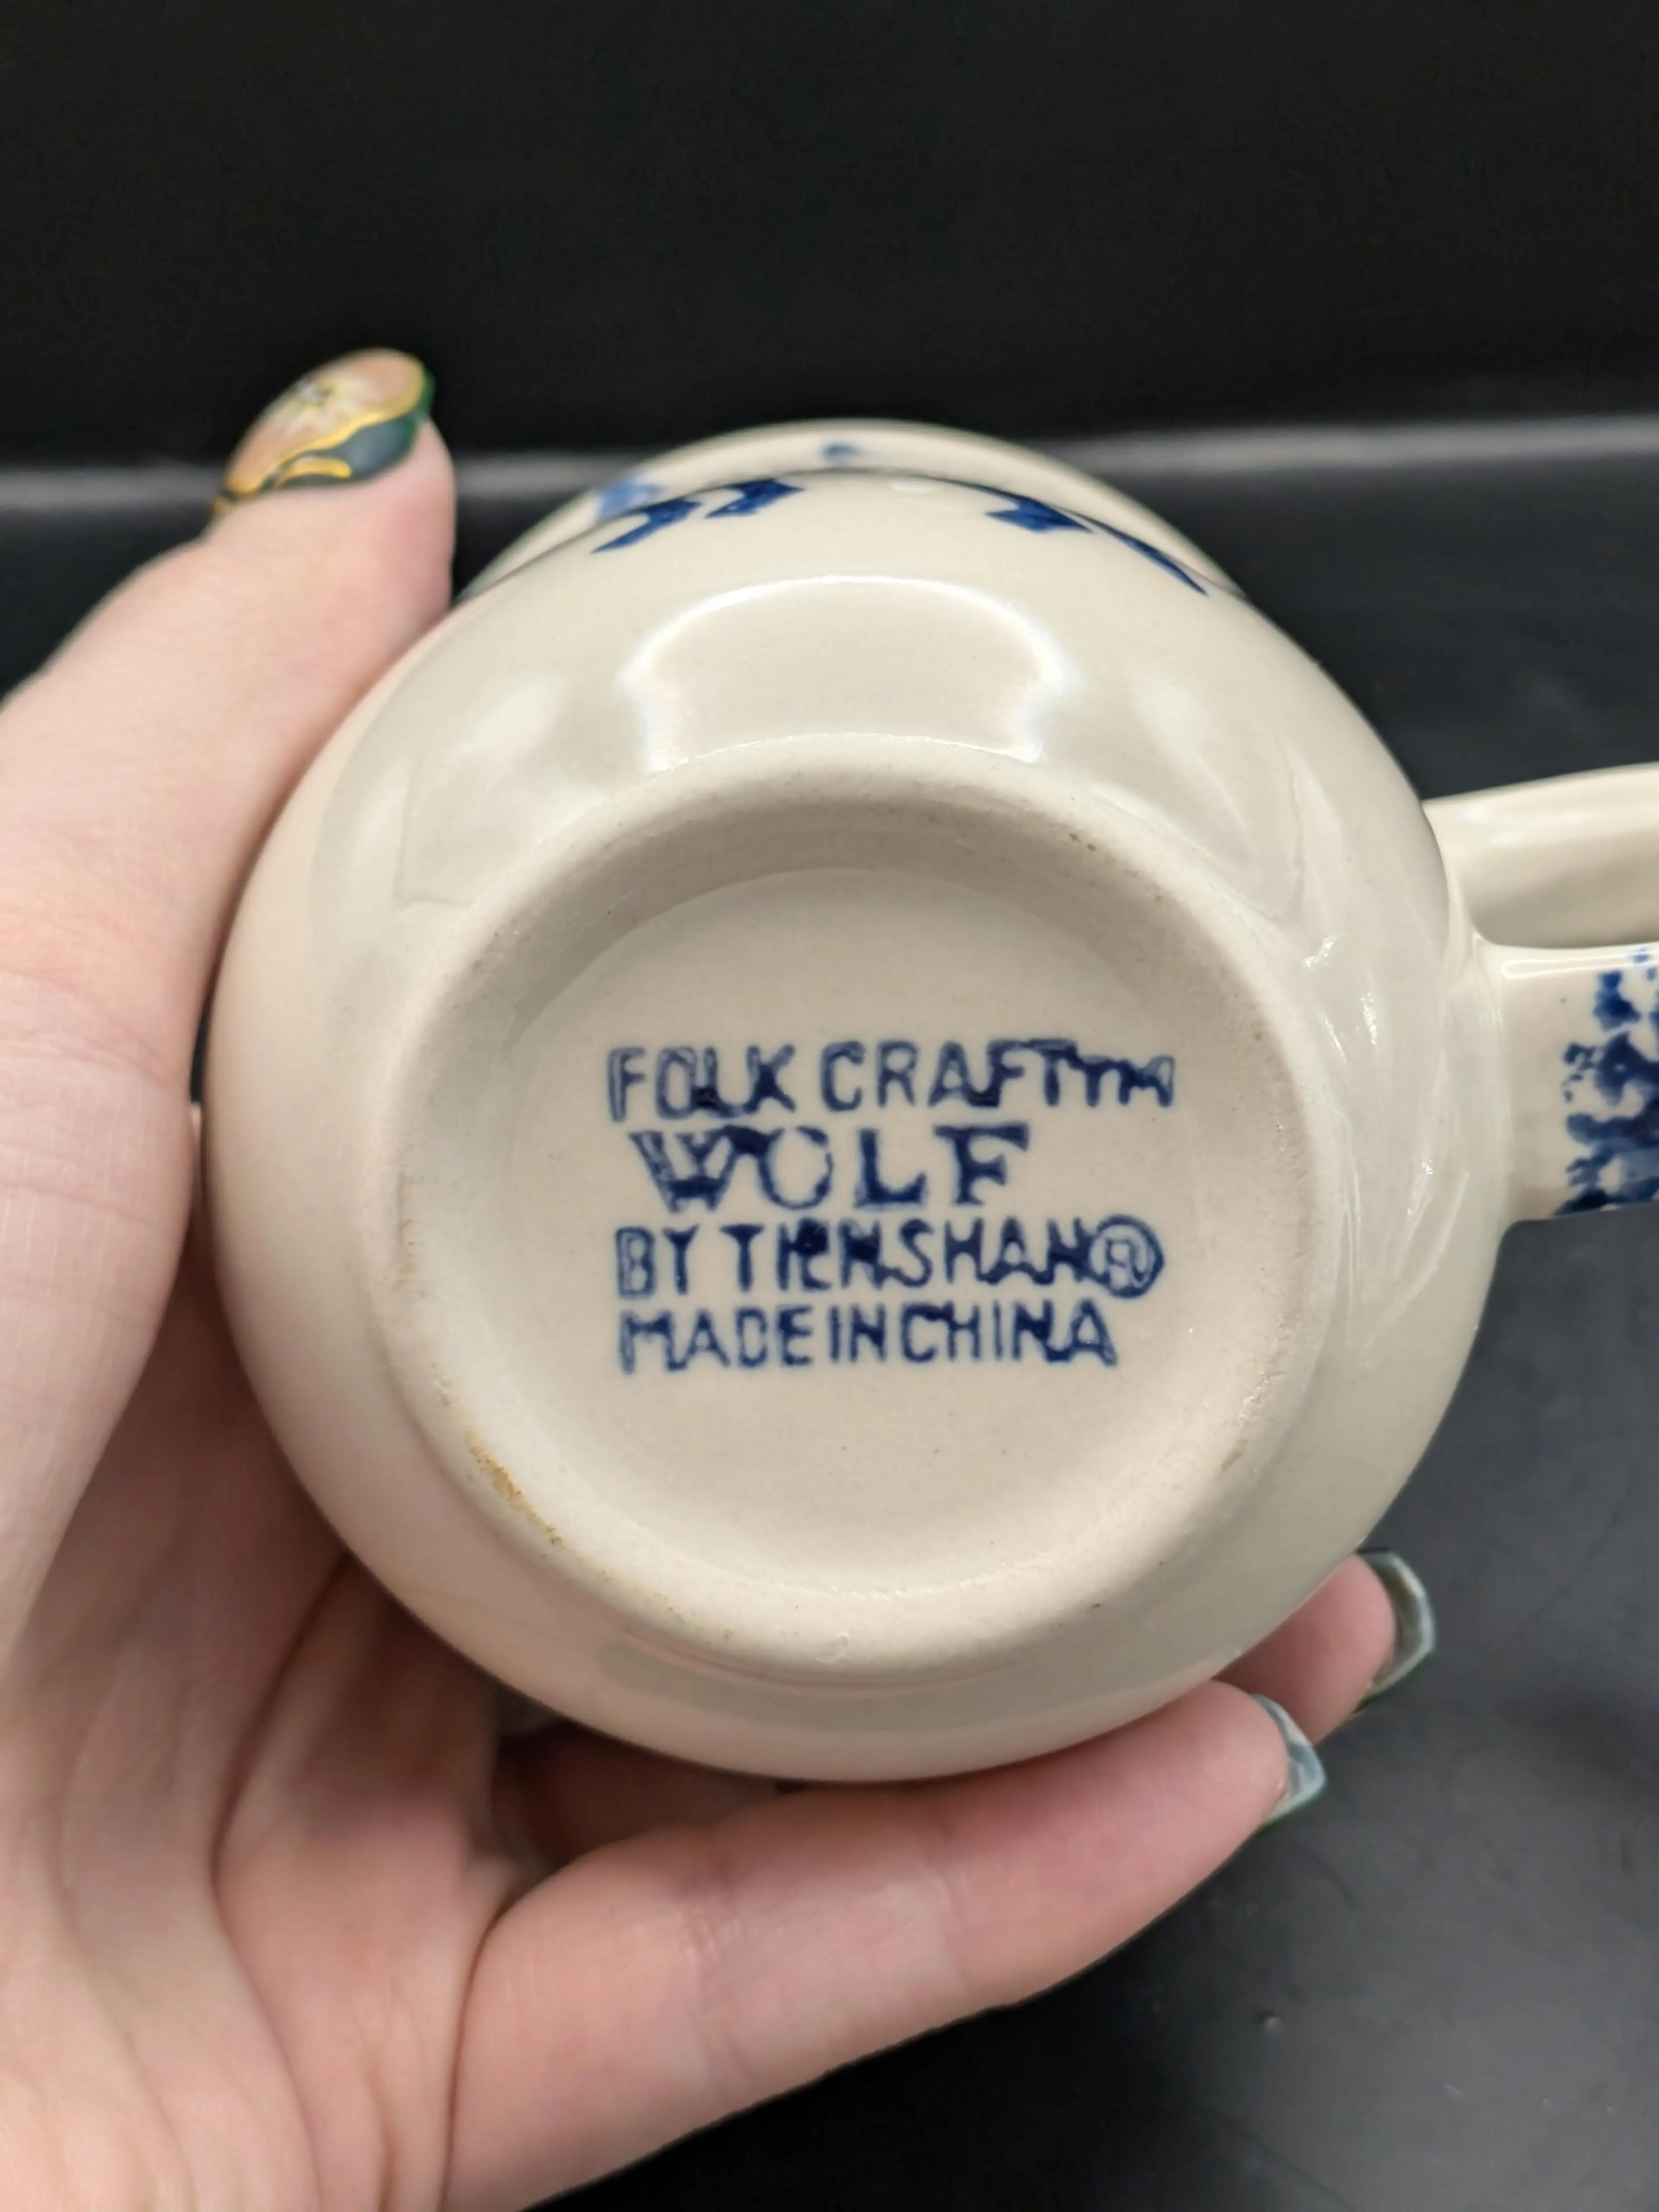 FOLK CRAFT™
WOLF
BY TIENSHAN®
MADE IN CHINA